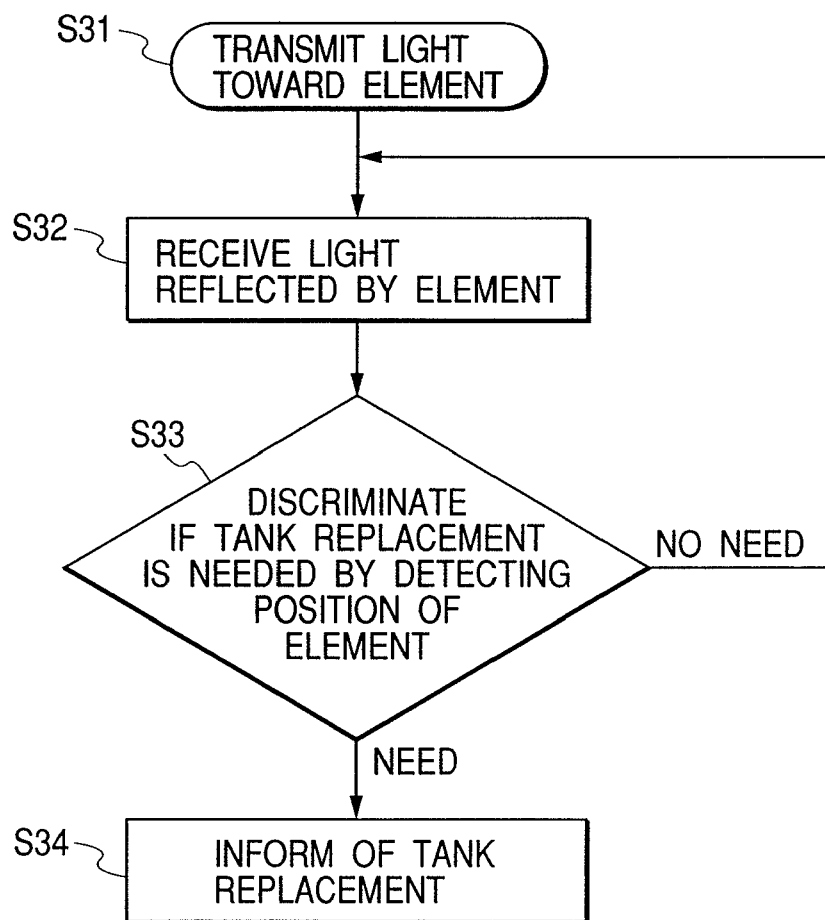 S31
TRANSMIT LIGHT
TOWARD ELEMENT
S32
RECEIVE LIGHT
REFLECTED BY ELEMENT
S33
DISCRIMINATE
IF TANK REPLACEMENT
IS NEEDED BY DETECTING
POSITION OF
ELEMENT
NO NEED
NEED
S34
INFORM OF TANK
REPLACEMENT